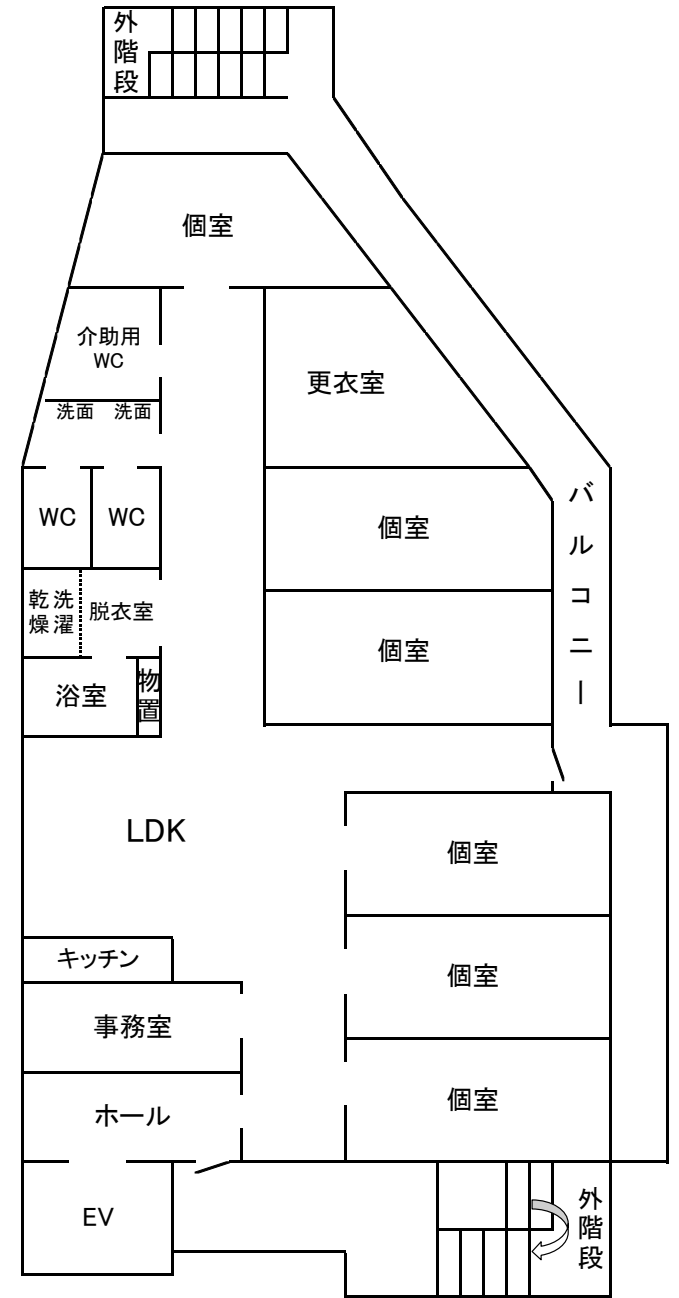 外階段
個室
介助用
WC
洗面 洗面
更衣室
WC WC
個室
バルコニー
乾燥
洗濯
脱衣室
個室
浴室
物置
LDK
個室
キッチン
個室
事務室
ホール
個室
EV
外階段